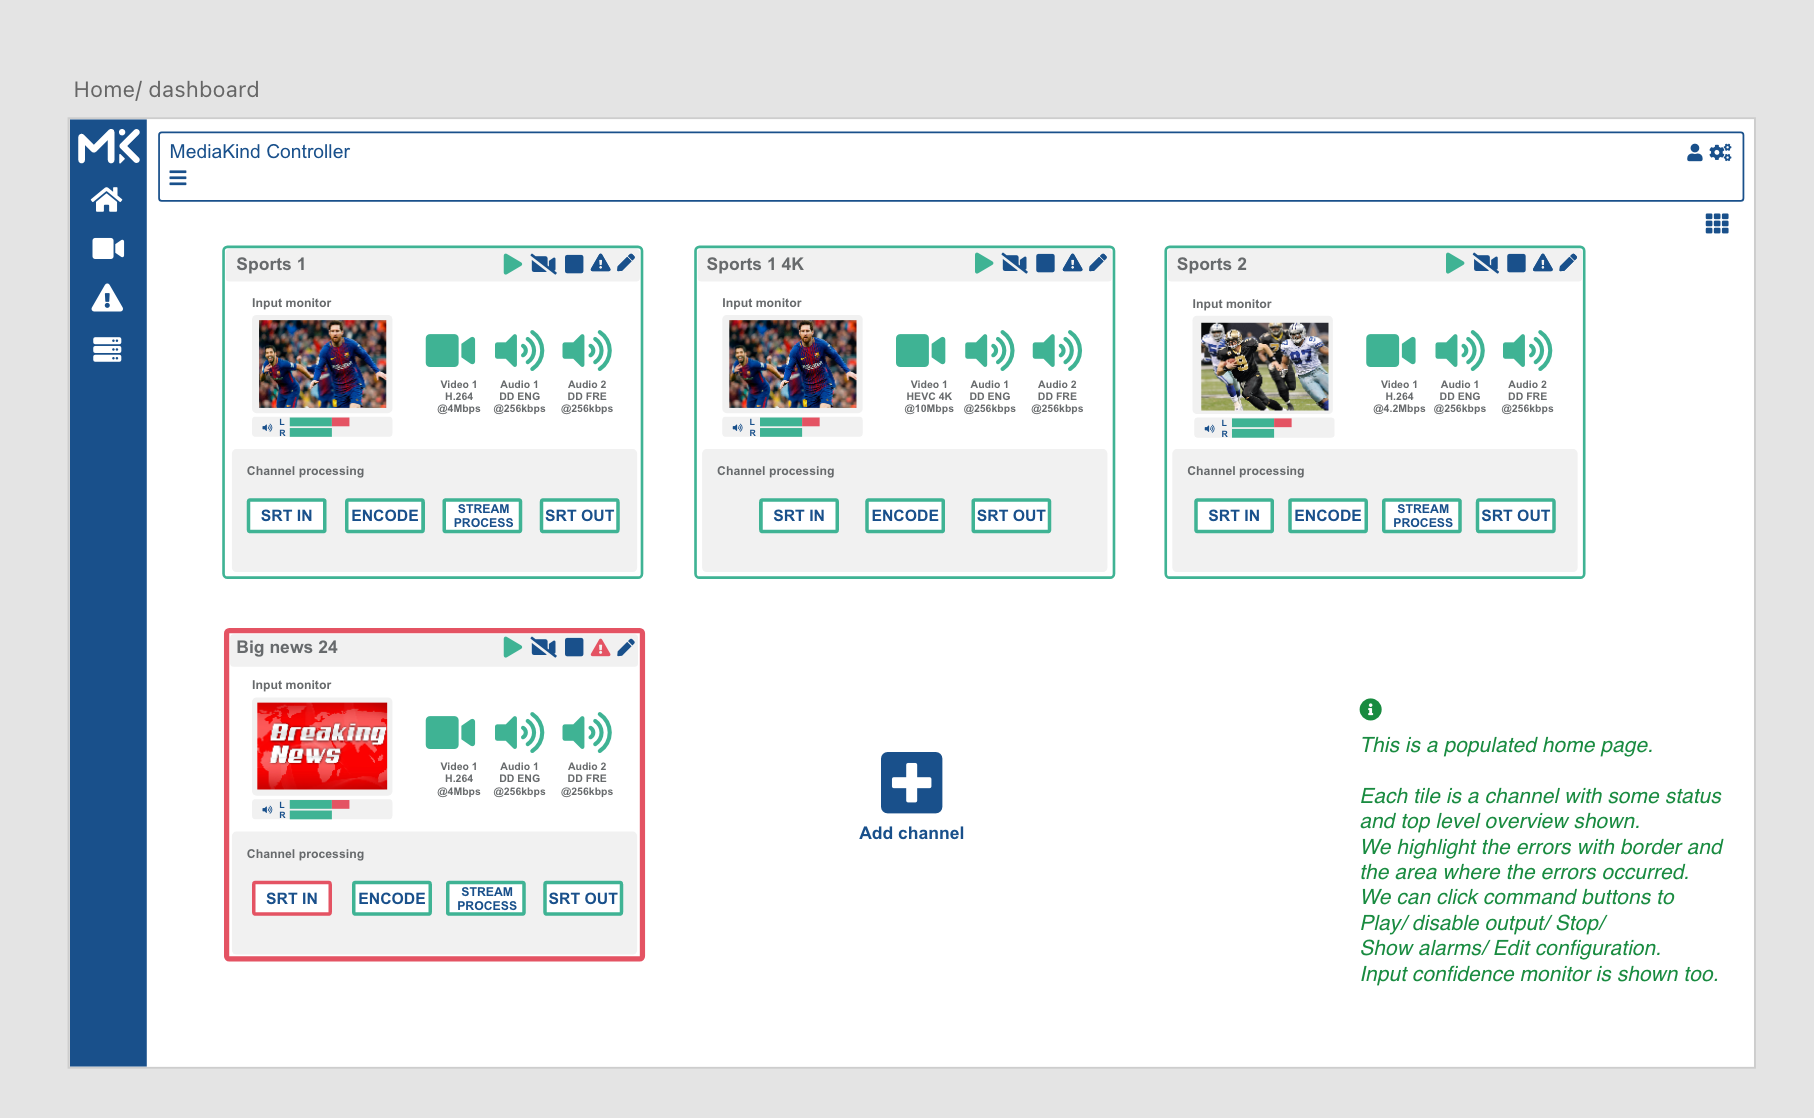 Home/ dashboard
MK
MediaKind Controller
Sports 1
Input monitor
Video 1
H.264
@4Mbps
Audio 1
DD ENG
@256kbps
Audio 2
DD FRE
@256kbps
L
R
Channel processing
SRT IN
ENCODE
STREAM
PROCESS
SRT OUT
Sports 1 4K
Input monitor
Video 1
HEVC 4K
@10Mbps
Audio 1
DD ENG
@256kbps
Audio 2
DD FRE
@256kbps
L
R
Channel processing
SRT IN
ENCODE
SRT OUT
Sports 2
Input monitor
Video 1
H.264
@4.2Mbps
Audio 1
DD ENG
@256kbps
Audio 2
DD FRE
@256kbps
L
R
Channel processing
SRT IN
ENCODE
STREAM
PROCESS
SRT OUT
Big news 24
Input monitor
Breaking
News
Video 1
H.264
@4Mbps
Audio 1
DD ENG
@256kbps
Audio 2
DD FRE
@256kbps
L
R
Channel processing
SRT IN
ENCODE
STREAM
PROCESS
SRT OUT
Add channel
This is a populated home page.
Each tile is a channel with some status
and top level overview shown.
We highlight the errors with border and
the area where the errors occurred.
We can click command buttons to
Play/ disable output/ Stop/
Show alarms/ Edit configuration.
Input confidence monitor is shown too.